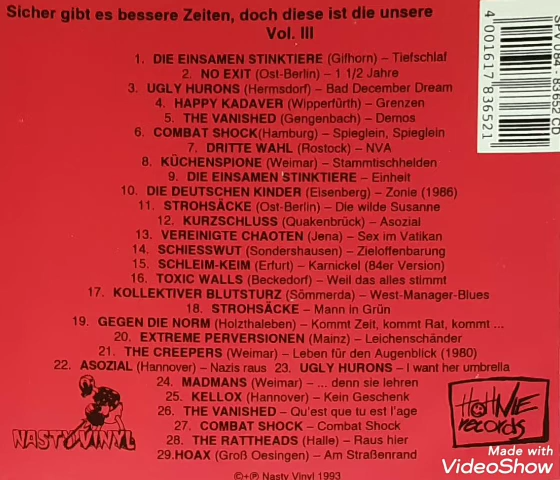 Sicher gibt es bessere Zeiten, doch diese ist die unsere
Vol. III
1. DIE EINSAMEN STINKTIERE (Gifhorn) – Tiefschlaf
2. NO EXIT (Ost-Berlin) – 1 1/2 Jahre
3. UGLY HURONS (Hermsdorf) – Bad December Dream
4. HAPPY KADAVER (Wipperfürth) – Grenzen
5. THE VANISHED (Gengenbach) – Demos
6. COMBAT SHOCK(Hamburg) – Spieglein, Spieglein
7. DRITTE WAHL (Rostock) – NVA
8. KÜCHENSPIONE (Weimar) – Stammtischhelden
9. DIE EINSAMEN STINKTIERE – Einheit
10. DIE DEUTSCHEN KINDER (Eisenberg) – Zonie (1986)
11. STROHSÄCKE (Ost-Berlin) – Die wilde Susanne
12. KURZSCHLUSS (Quakenbrück) – Asozial
13. VEREINIGTE CHAOTEN (Jena) – Sex im Vatikan
14. SCHIESSWUT (Sondershausen) – Zieloffenbarung
15. SCHLEIM-KEIM (Erfurt) – Karnickel (84er Version)
16. TOXIC WALLS (Beckedorf) – Weil das alles stimmt
17. KOLLEKTIVER BLUTSTURZ (Sömmerda) – West-Manager-Blues
18. STROHSÄCKE – Mann in Grün
19. GEGEN DIE NORM (Holzthaleben) – Kommt Zeit, kommt Rat, kommt ...
20. EXTREME PERVERSIONEN (Mainz) – Leichenschänder
21. THE CREEPERS (Weimar) – Leben für den Augenblick (1980)
22. ASOZIAL (Hannover) – Nazis raus 23. UGLY HURONS – I want her umbrella
24. MADMANS (Weimar) – ... denn sie lehren
25. KELLOX (Hannover) – Kein Geschenk
26. THE VANISHED – Qu'est que tu est l'age
27. COMBAT SHOCK – Combat Shock
28. THE RATTHEADS (Halle) – Raus hier
29.HOAX (Groß Oesingen) – Am Straßenrand
©+℗ Nasty Vinyl 1993
NASTY VINYL
HöHNIE
records
SPV 084-83652 CD
4 001617 836521
Made with
VideoShow